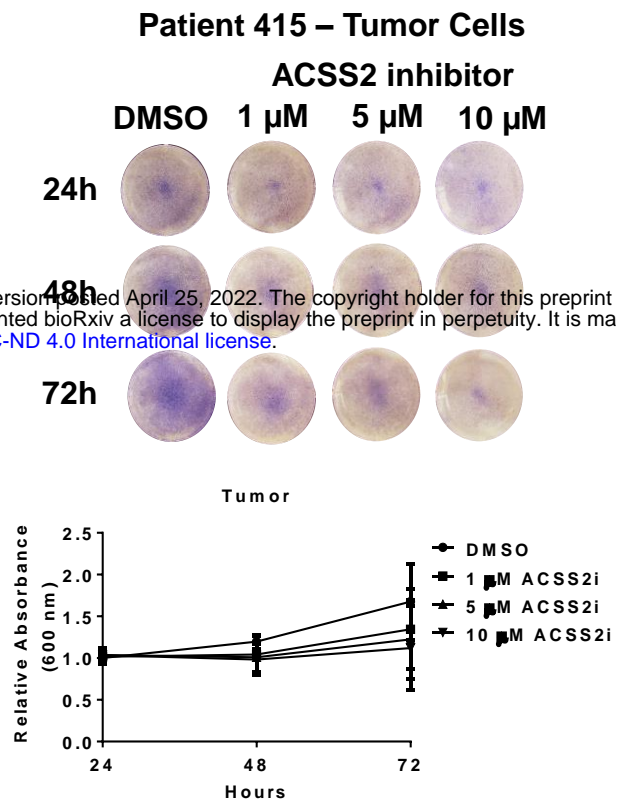 Patient 415 – Tumor Cells
ACSS2 inhibitor
DMSO 1 µM 5 µM 10 µM
24h
48h
ersion posted April 25, 2022. The copyright holder for this preprint
nted bioRxiv a license to display the preprint in perpetuity. It is ma
C-ND 4.0 International license.
72h
Tumor
Relative Absorbance
(600 nm)
2.5
2.0
1.5
1.0
0.5
0.0
24 48 72
Hours
DMSO
1 µM ACSS2i
5 µM ACSS2i
10 µM ACSS2i